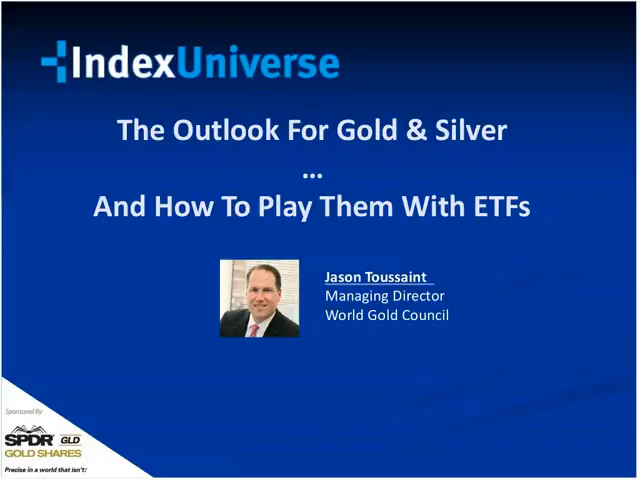 IndexUniverse
The Outlook For Gold & Silver
...
And How To Play Them With ETFs
Jason Toussaint
Managing Director
World Gold Council
Sponsored By
SPDR® GLD
GOLD SHARES
Precise in a world that isn't.